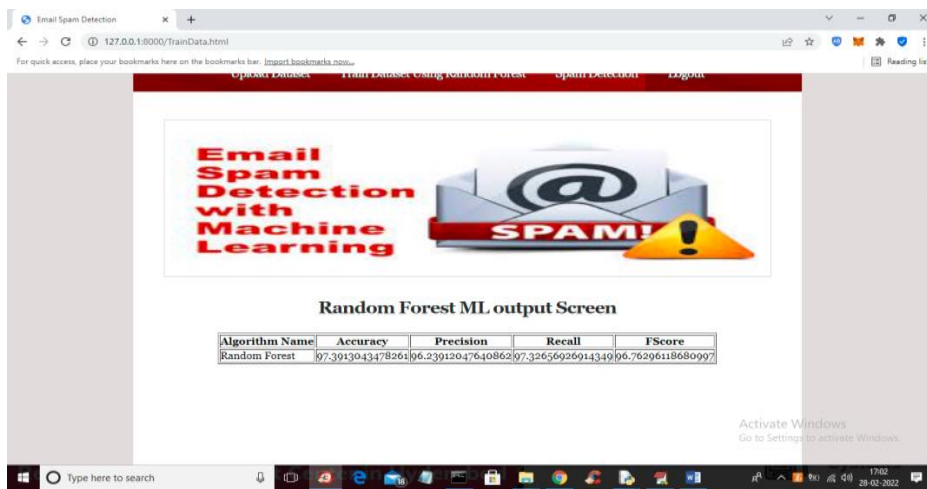 Email Spam Detection
127.0.0.1:8000/TrainData.html
For quick access, place your bookmarks here on the bookmarks bar. Import bookmarks now...
Reading lis
Upload Dataset Train Dataset Using Random Forest Spam Detection Logout
Email
Spam
Detection
with
Machine
Learning
@
SPAM!
Random Forest ML output Screen
Algorithm Name Accuracy Precision Recall FScore
Random Forest 97.3913043478261 96.23912047640862 97.32656926914349 96.76296118680997
Activate Windows
Go to Settings to activate Windows.
Type here to search
17:02
28-02-2022